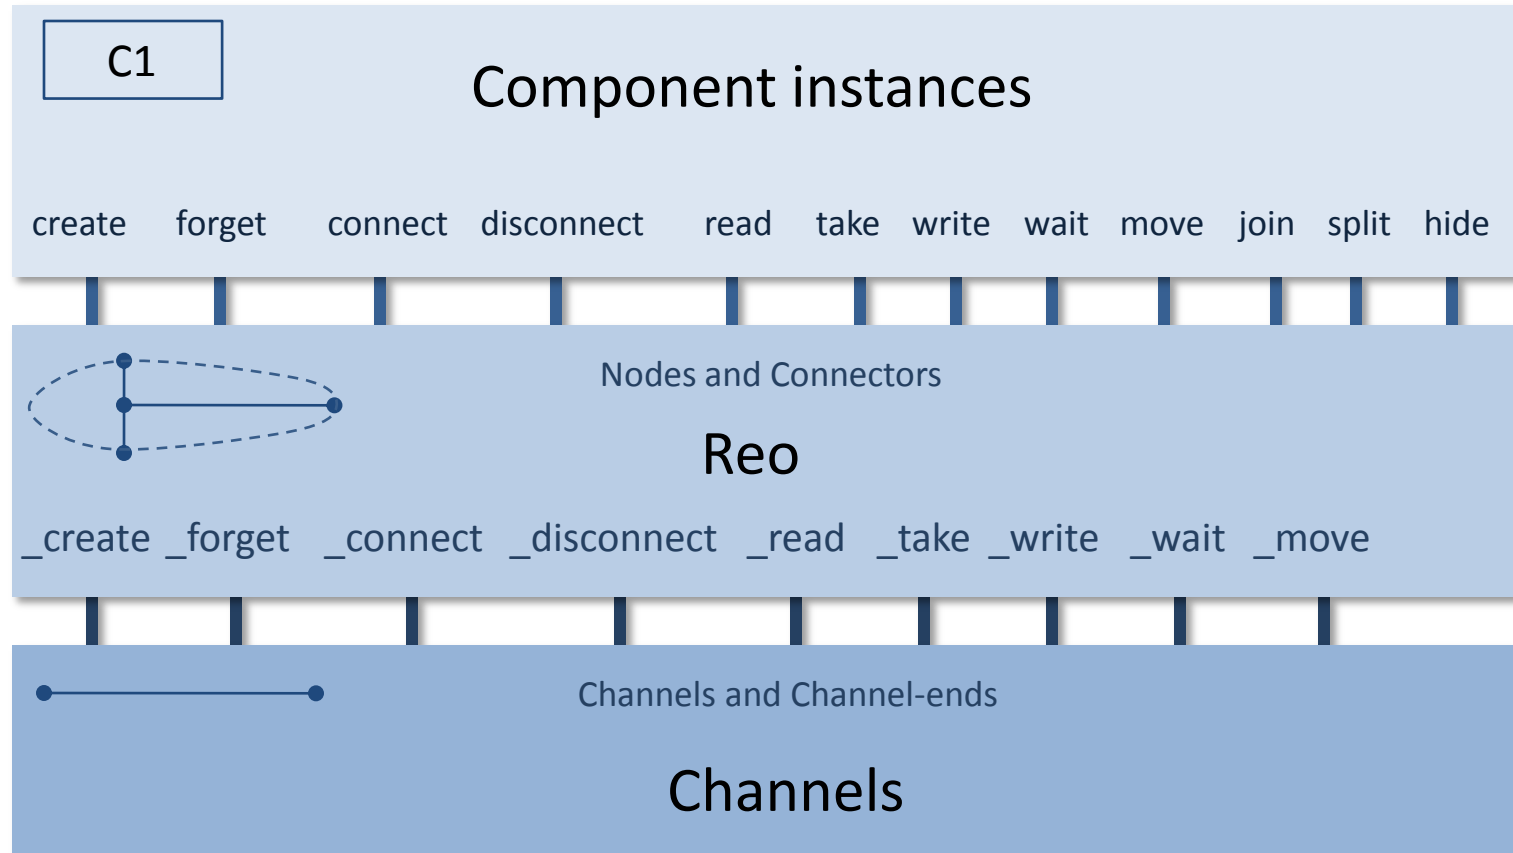 C1
Component instances
create forget connect disconnect read take write wait move join split hide
Nodes and Connectors
Reo
_create _forget _connect _disconnect _read _take _write _wait _move
Channels and Channel-ends
Channels